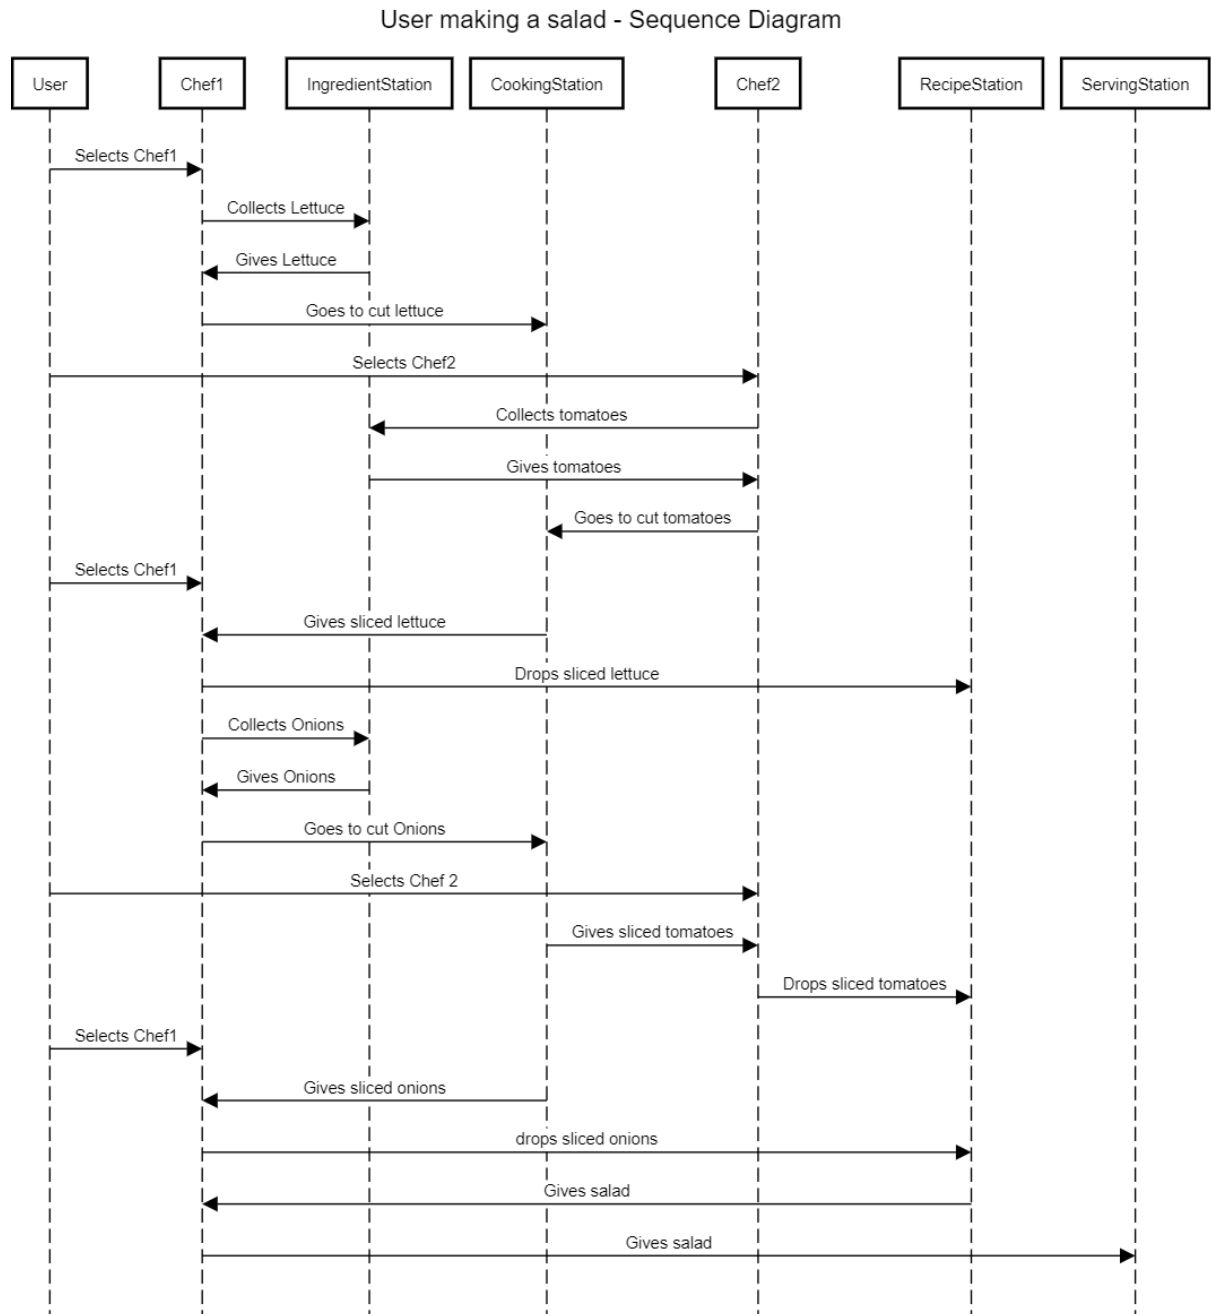 User making a salad - Sequence Diagram
User
Chef1
IngredientStation
CookingStation
Chef2
RecipeStation
ServingStation
Selects Chef1
Collects Lettuce
Gives Lettuce
Goes to cut lettuce
Selects Chef2
Collects tomatoes
Gives tomatoes
Goes to cut tomatoes
Selects Chef1
Gives sliced lettuce
Drops sliced lettuce
Collects Onions
Gives Onions
Goes to cut Onions
Selects Chef 2
Gives sliced tomatoes
Drops sliced tomatoes
Selects Chef1
Gives sliced onions
drops sliced onions
Gives salad
Gives salad